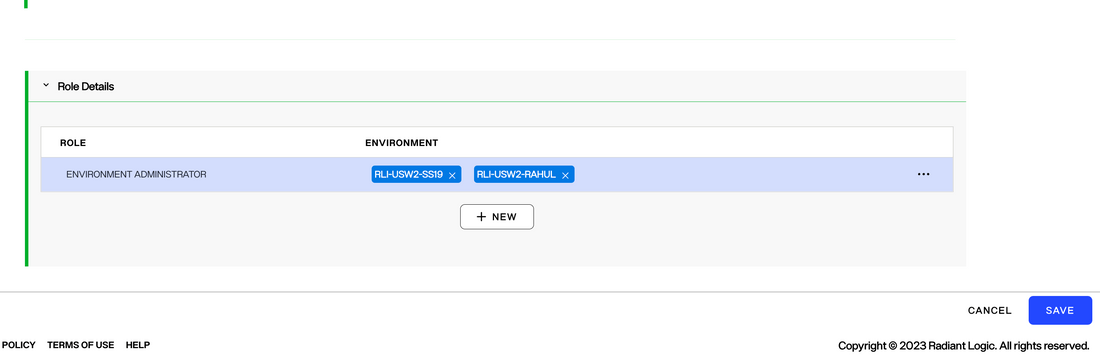 Role Details
ROLE ENVIRONMENT
ENVIRONMENT ADMINISTRATOR RLI-USW2-SS19 RLI-USW2-RAHUL
NEW
CANCEL SAVE
POLICY TERMS OF USE HELP Copyright © 2023 Radiant Logic. All rights reserved.